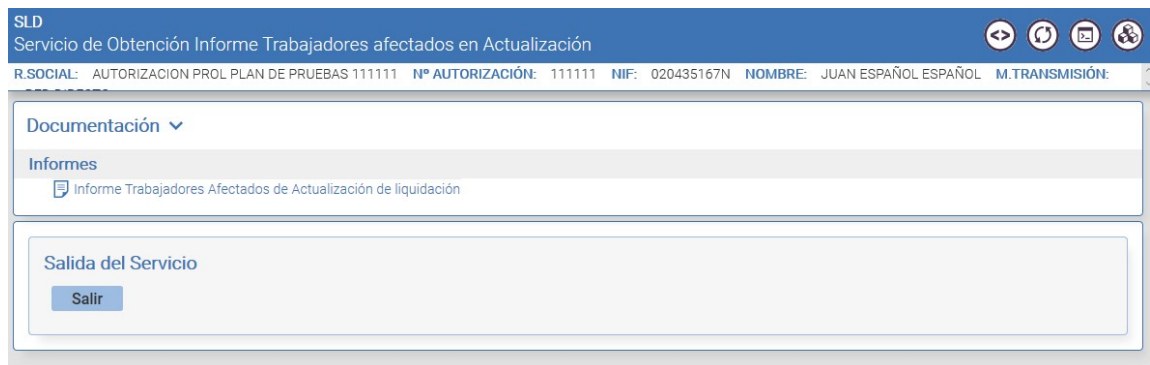 SLD
Servicio de Obtención Informe Trabajadores afectados en Actualización
R.SOCIAL: AUTORIZACION PROL PLAN DE PRUEBAS 111111 Nº AUTORIZACIÓN: 111111 NIF: 020435167N NOMBRE: JUAN ESPAÑOL ESPAÑOL M.TRANSMISIÓN:
Documentación
Informes
Informe Trabajadores Afectados de Actualización de liquidación
Salida del Servicio
Salir